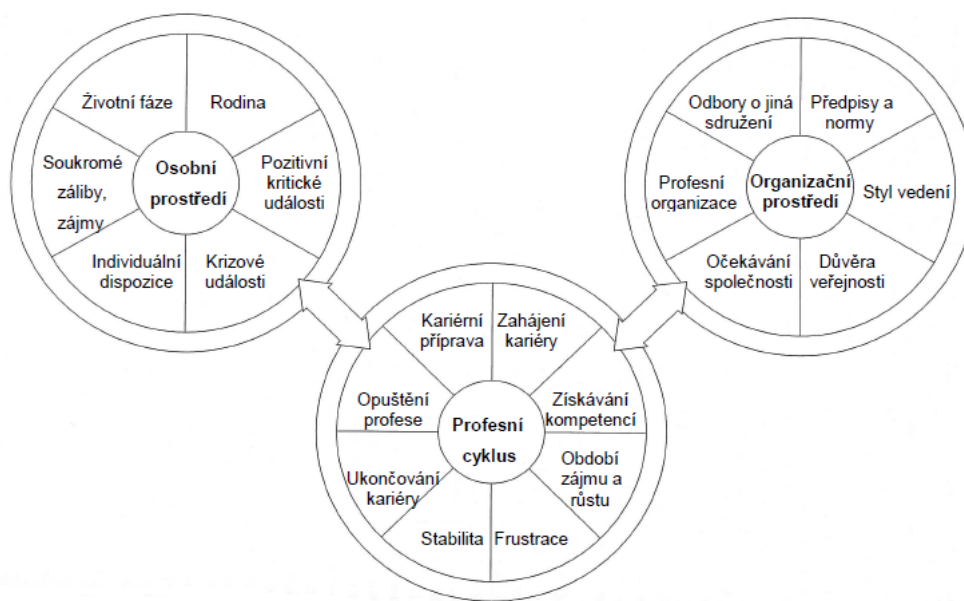 Životní fáze
Rodina
Soukromé
záliby,
zájmy
Osobní
prostředí
Pozitivní
kritické
události
Individuální
dispozice
Krizové
události
Odbory o jiná
sdružení
Předpisy a
normy
Profesní
organizace
Organizační
prostředí
Styl vedení
Očekávání
společnosti
Důvěra
veřejnosti
Kariérní
příprava
Zahájení
kariéry
Opuštění
profese
Profesní
cyklus
Získávání
kompetencí
Ukončování
kariéry
Období
zájmu a
růstu
Stabilita
Frustrace